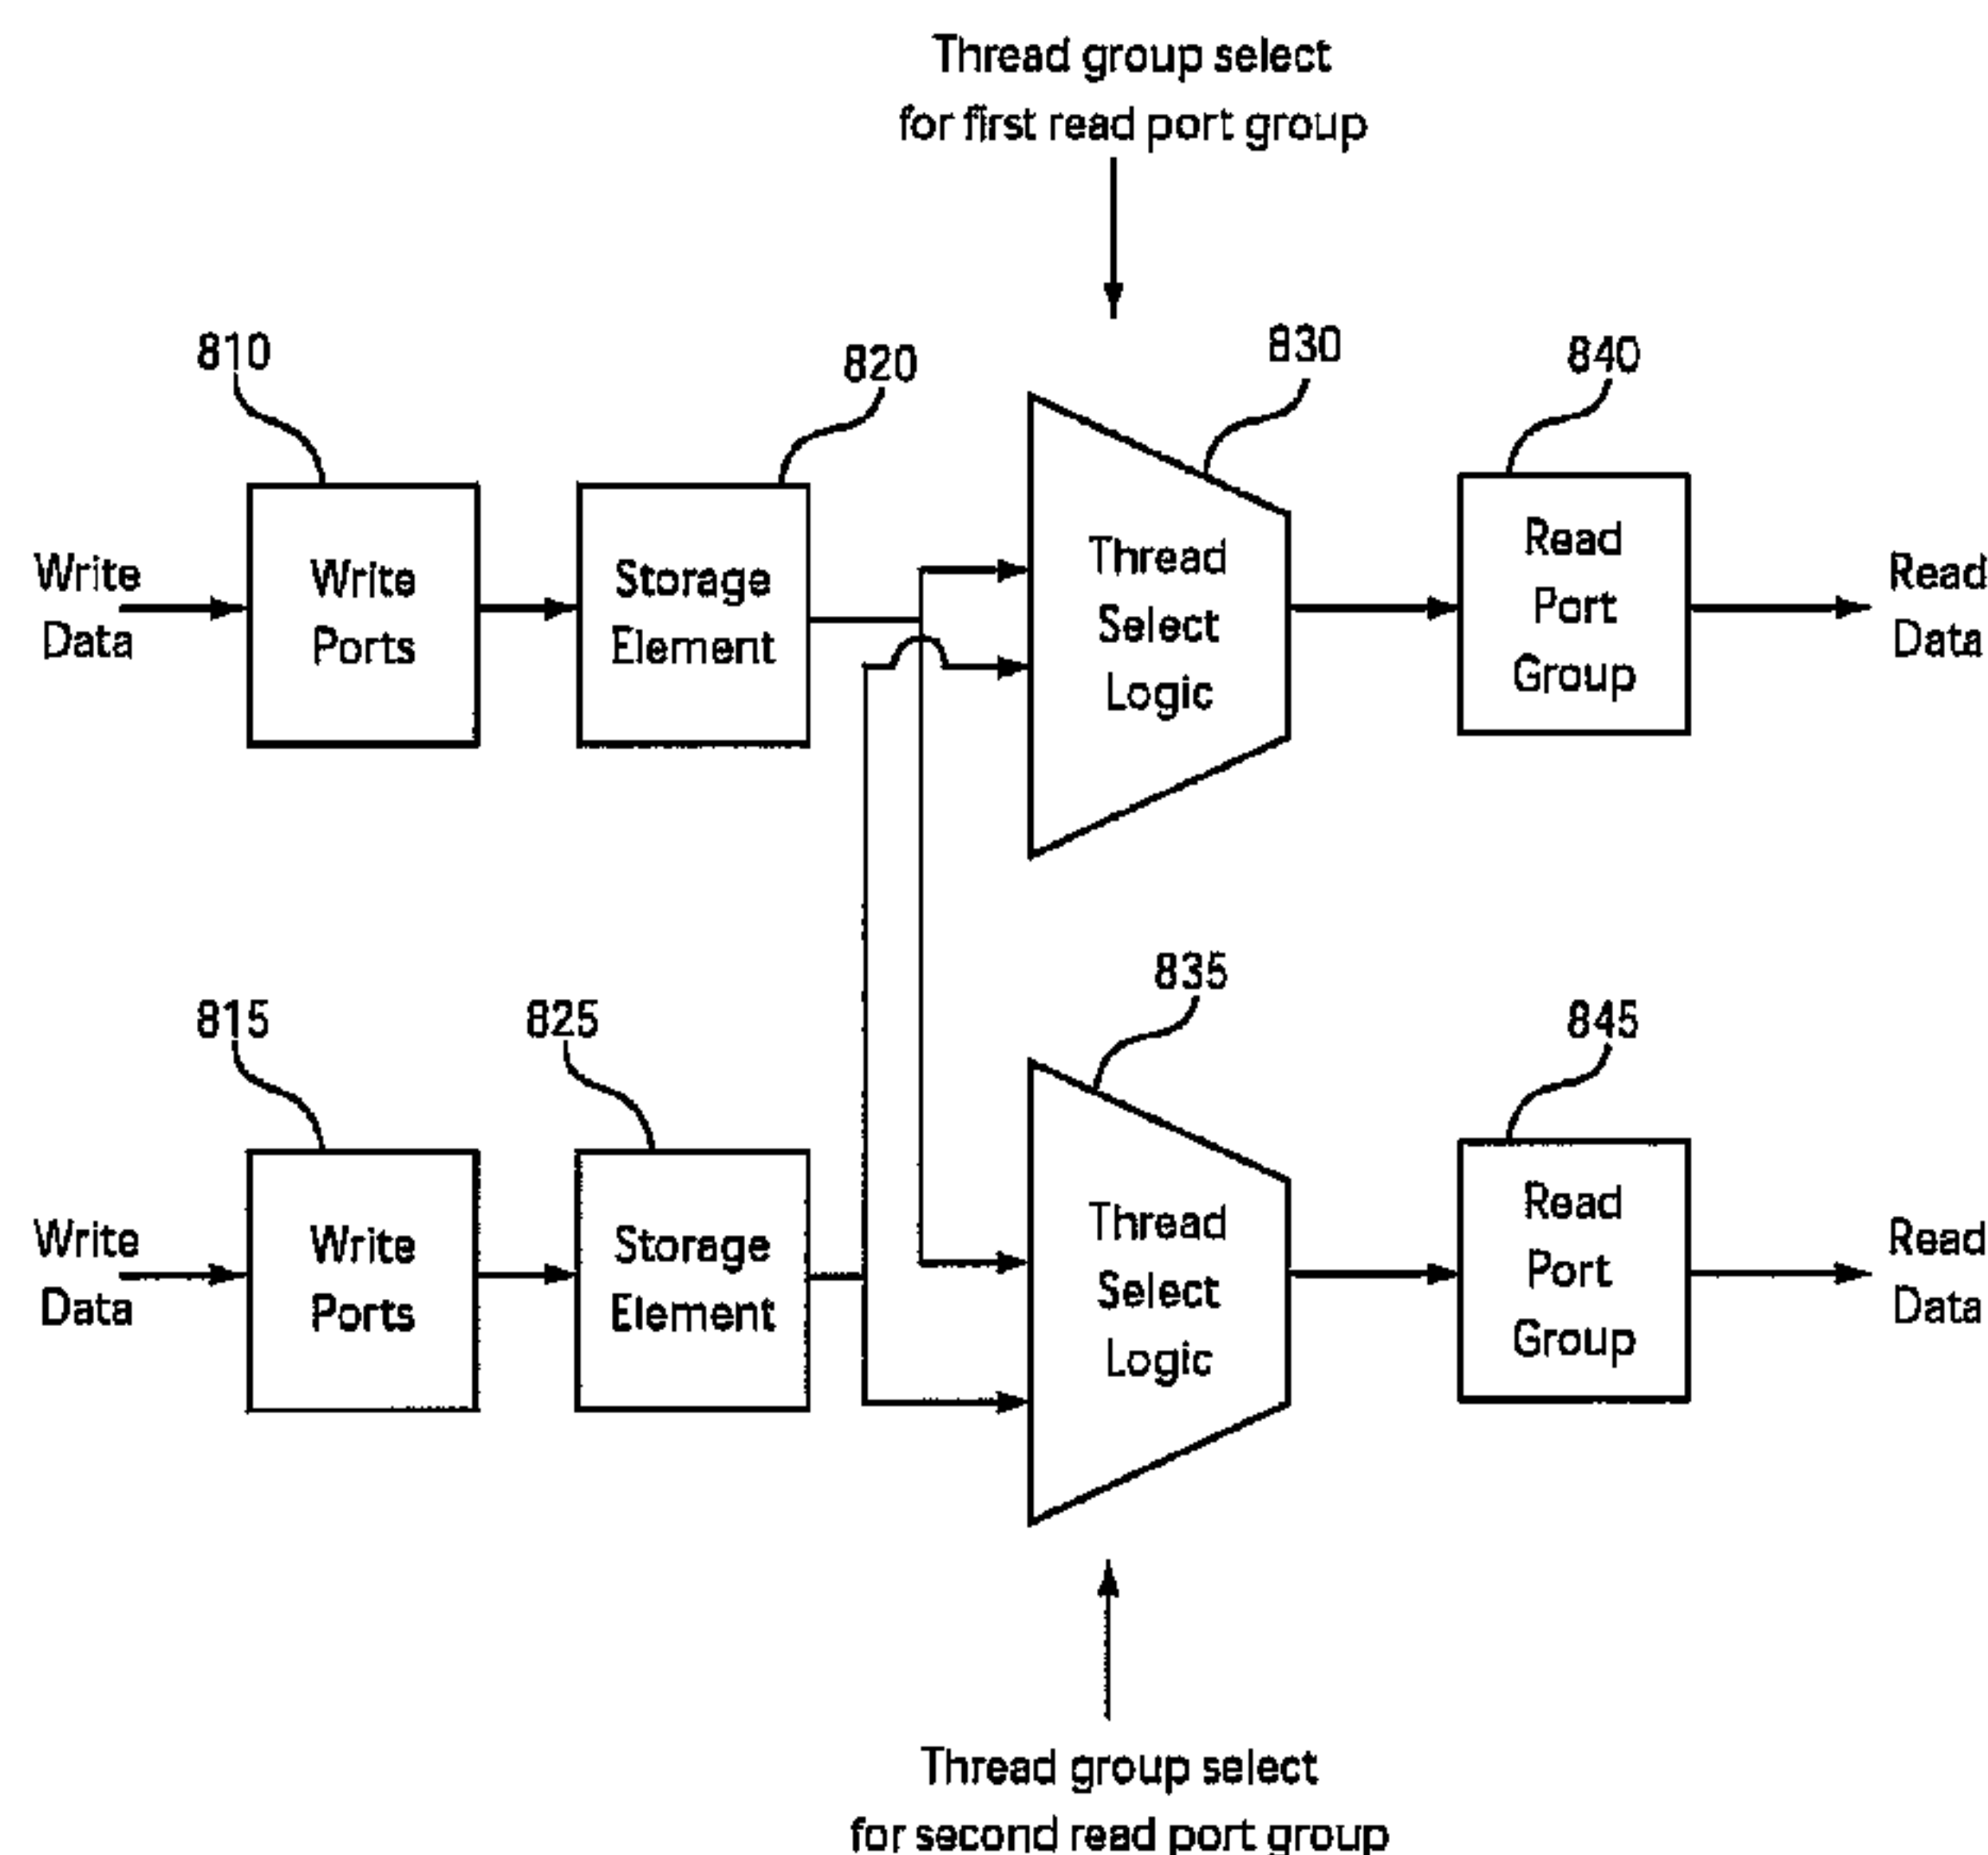 Thread group select
for first read port group
810
820
830
840
Write
Data
Write
Ports
Storage
Element
Thread
Select
Logic
Read
Port
Group
Read
Data
815
825
835
845
Write
Data
Write
Ports
Storage
Element
Thread
Select
Logic
Read
Port
Group
Read
Data
Thread group select
for second read port group